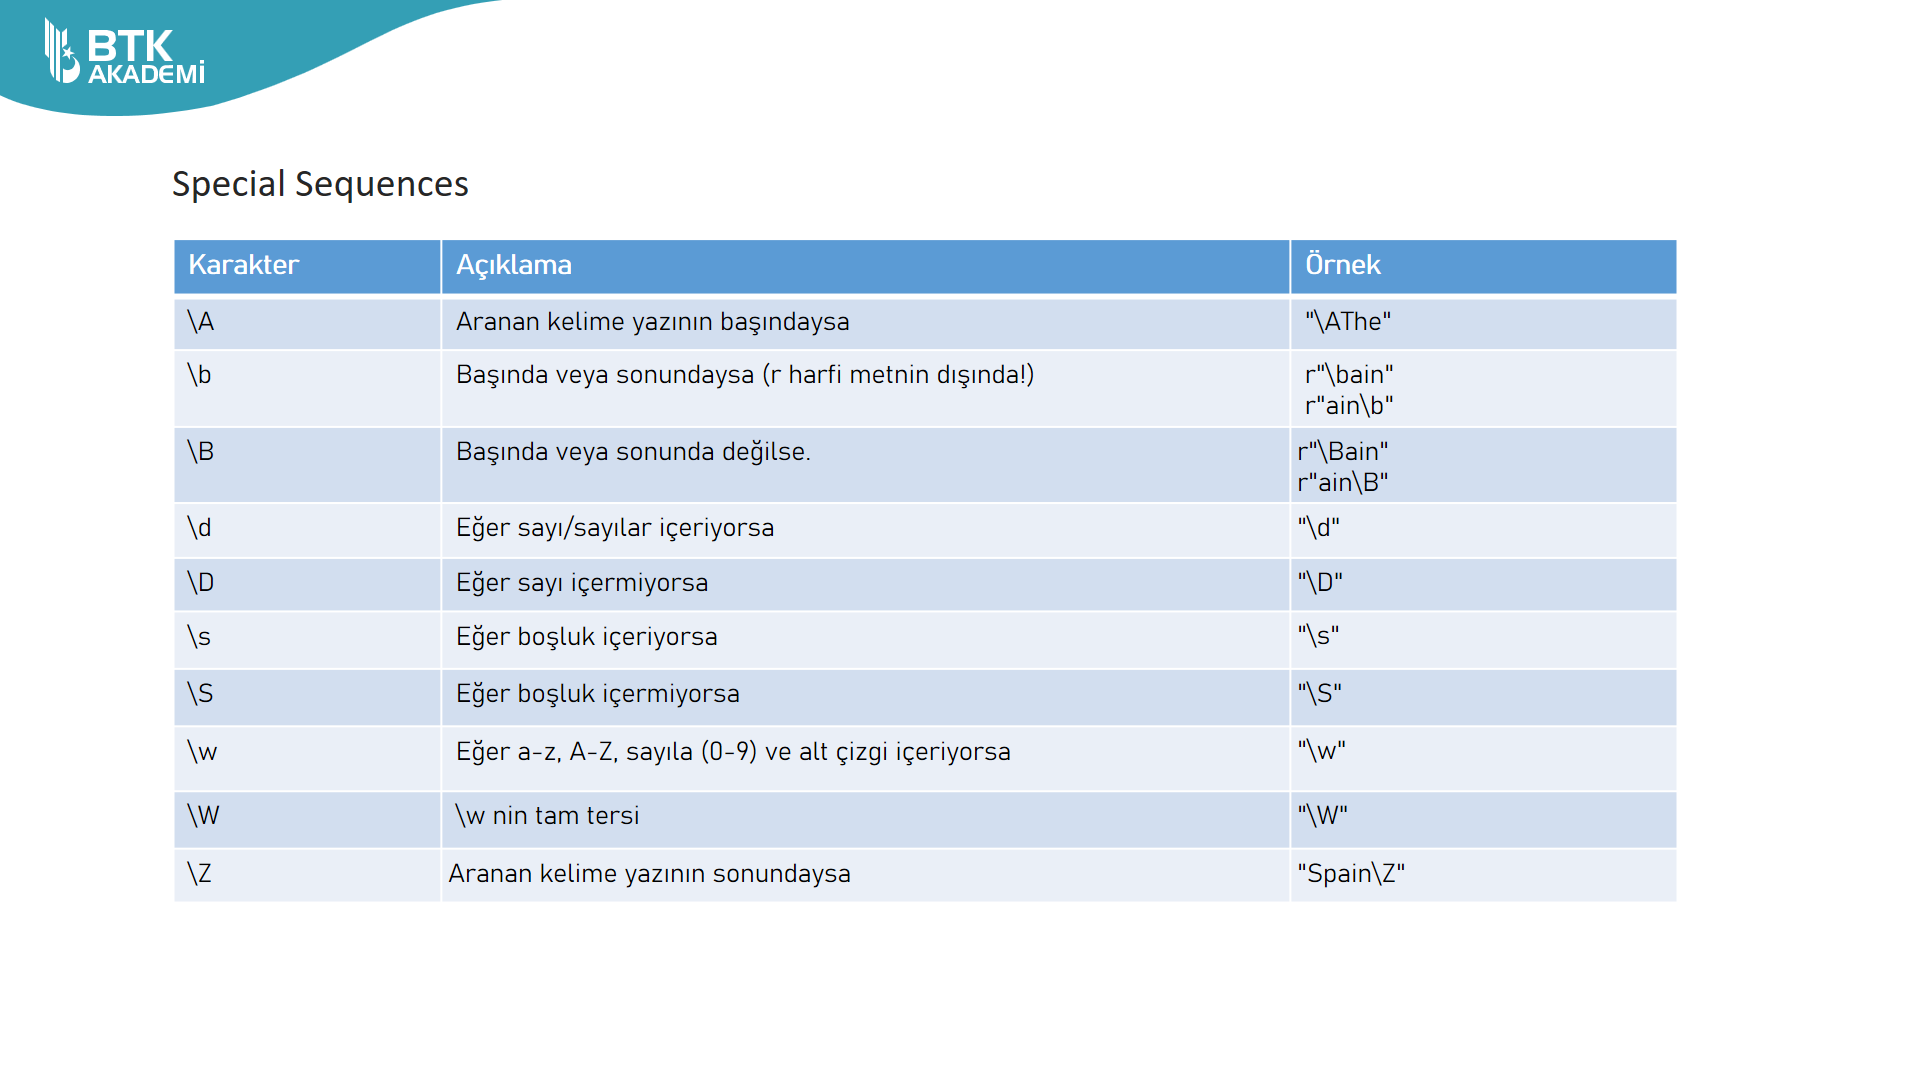 BTK
AKADEMİ
Special Sequences
Karakter Açıklama Örnek
\A Aranan kelime yazının başındaysa "\AThe"
\b Başında veya sonundaysa (r harfi metnin dışında!) r"\bain"
r"ain\b"
\B Başında veya sonunda değilse. r"\Bain"
r"ain\B"
\d Eğer sayı/sayılar içeriyorsa "\d"
\D Eğer sayı içermiyorsa "\D"
\s Eğer boşluk içeriyorsa "\s"
\S Eğer boşluk içermiyorsa "\S"
\w Eğer a-z, A-Z, sayıla (0-9) ve alt çizgi içeriyorsa "\w"
\W \w nin tam tersi "\W"
\Z Aranan kelime yazının sonundaysa "Spain\Z"